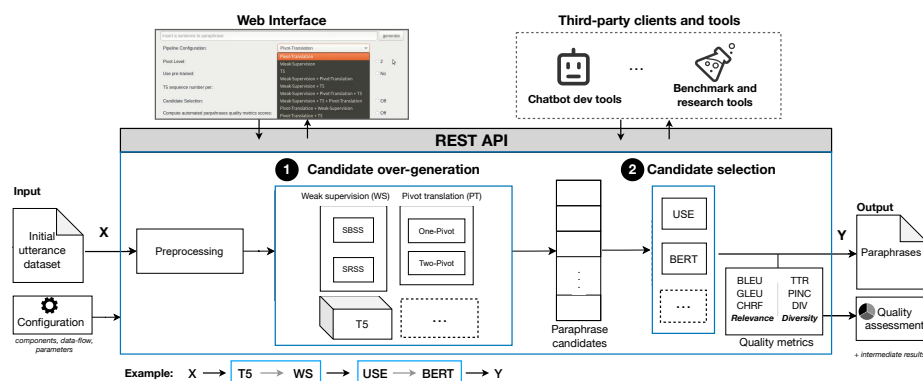 Web Interface
Third-party clients and tools
Insert a sentence to paraphrase
generate
Pipeline Configuration:
Pivot-Translation
Pivot-Translation
Pivot Level:
2
Weak-Supervision
Use pre-trained:
No
T5
Weak-Supervision + Pivot-Translation
T5 sequence number per:
Weak-Supervision + T5
Weak-Supervision + Pivot-Translation + T5
Candidate Selection:
Off
Weak-Supervision + T5 + Pivot-Translation
Pivot-Translation + Weak-Supervision
Compute automated paraphrases quality metrics scores:
Off
Pivot-Translation + T5
...
Chatbot dev tools
Benchmark and
research tools
REST API
1 Candidate over-generation
2 Candidate selection
Input
Output
Weak supervision (WS)
Pivot translation (PT)
Initial
utterance
dataset
X
Preprocessing
SBSS
SRSS
One-Pivot
Two-Pivot
T5
...
Paraphrase
candidates
USE
BERT
...
Y
Paraphrases
BLEU
GLEU
CHRF
Relevance
TTR
PINC
DIV
Diversity
Quality metrics
Quality
assessment
+ intermediate results
Configuration
components, data-flow,
parameters
Example: X T5 WS USE BERT Y